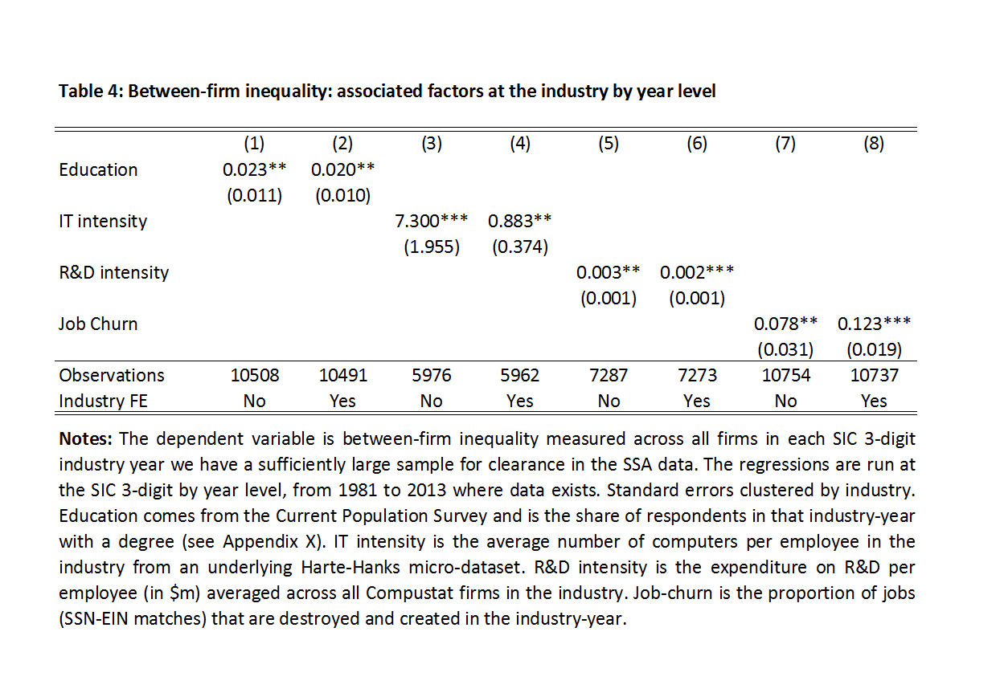 Table 4: Between-firm inequality: associated factors at the industry by year level
(1) (2) (3) (4) (5) (6) (7) (8)
Education 0.023** 0.020**
(0.011) (0.010)
IT intensity 7.300*** 0.883**
(1.955) (0.374)
R&D intensity 0.003** 0.002***
(0.001) (0.001)
Job Churn 0.078** 0.123***
(0.031) (0.019)
Observations 10508 10491 5976 5962 7287 7273 10754 10737
Industry FE No Yes No Yes No Yes No Yes
Notes: The dependent variable is between-firm inequality measured across all firms in each SIC 3-digit
industry year we have a sufficiently large sample for clearance in the SSA data. The regressions are run at
the SIC 3-digit by year level, from 1981 to 2013 where data exists. Standard errors clustered by industry.
Education comes from the Current Population Survey and is the share of respondents in that industry-year
with a degree (see Appendix X). IT intensity is the average number of computers per employee in the
industry from an underlying Harte-Hanks micro-dataset. R&D intensity is the expenditure on R&D per
employee (in $m) averaged across all Compustat firms in the industry. Job-churn is the proportion of jobs
(SSN-EIN matches) that are destroyed and created in the industry-year.